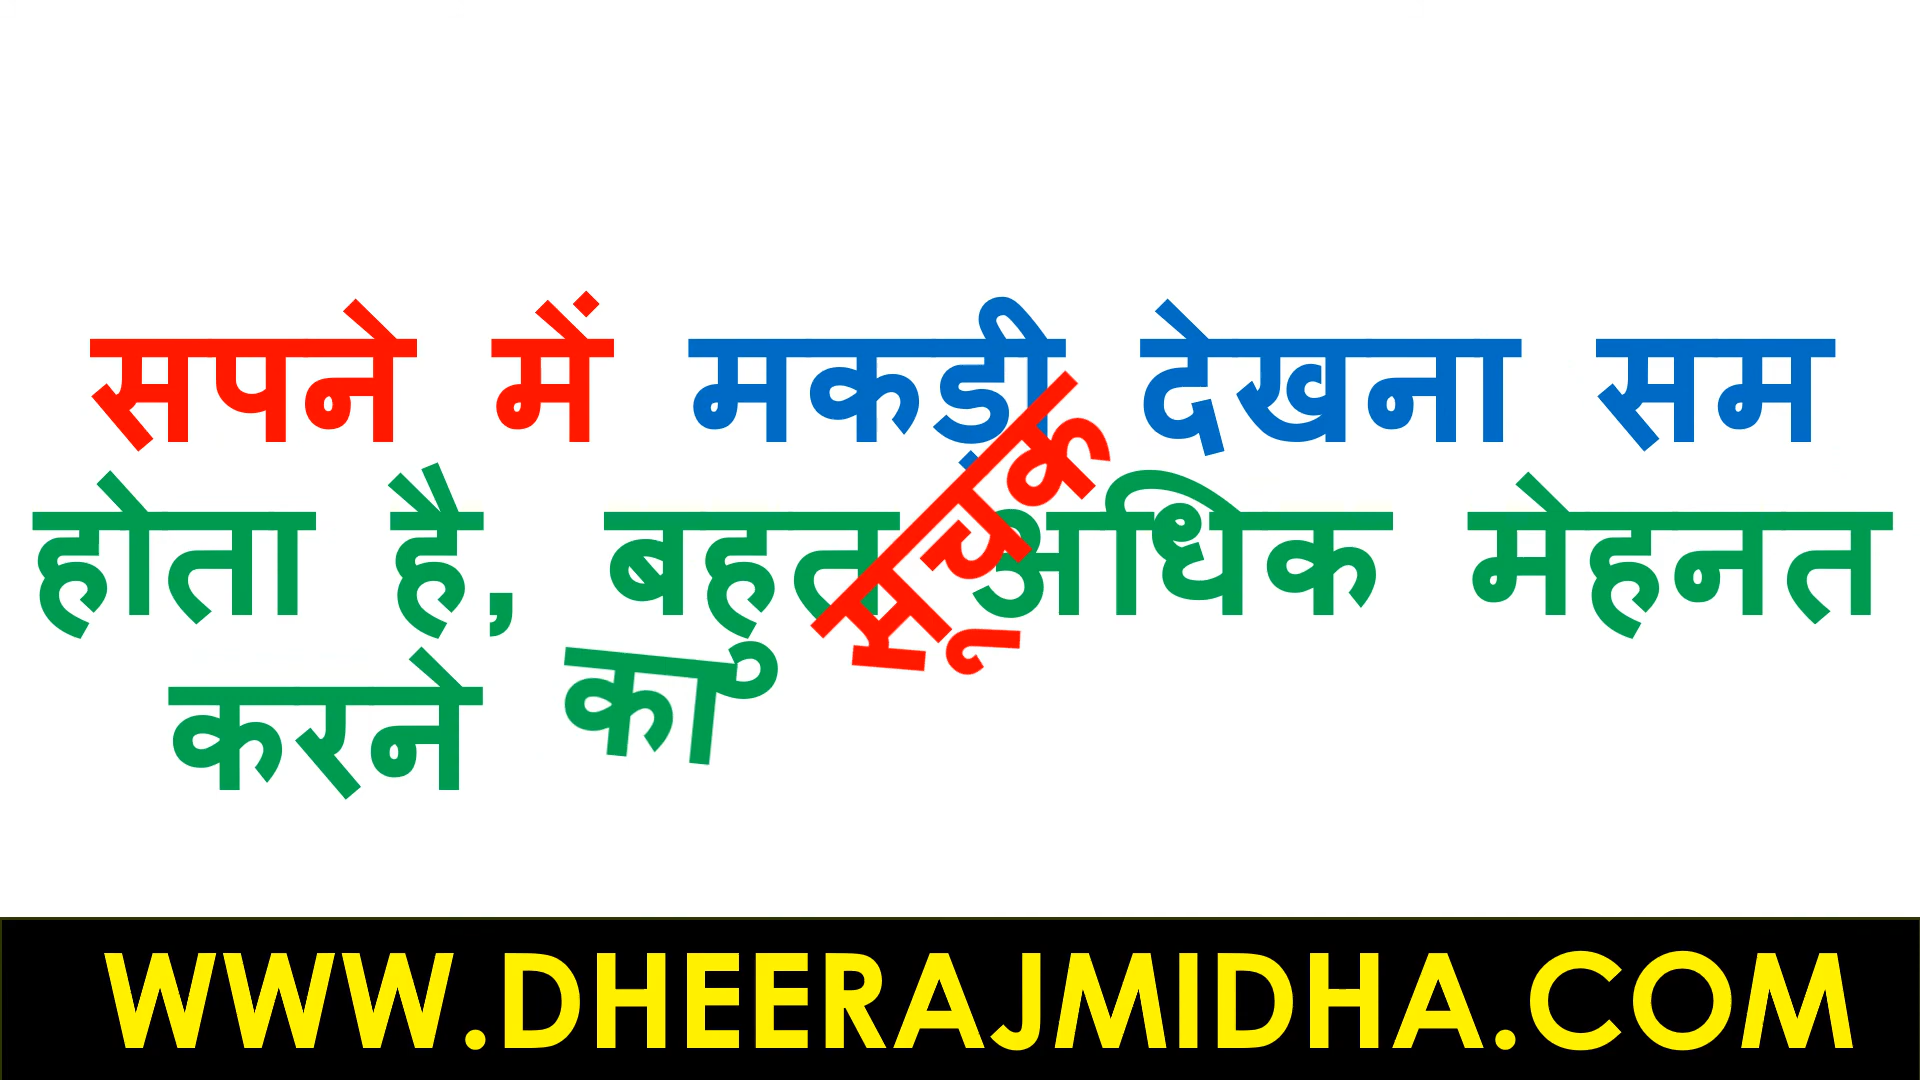 सपने में मकड़ी देखना सम
होता है, बहुत अधिक मेहनत
करने का सूचक
WWW.DHEERAJMIDHA.COM